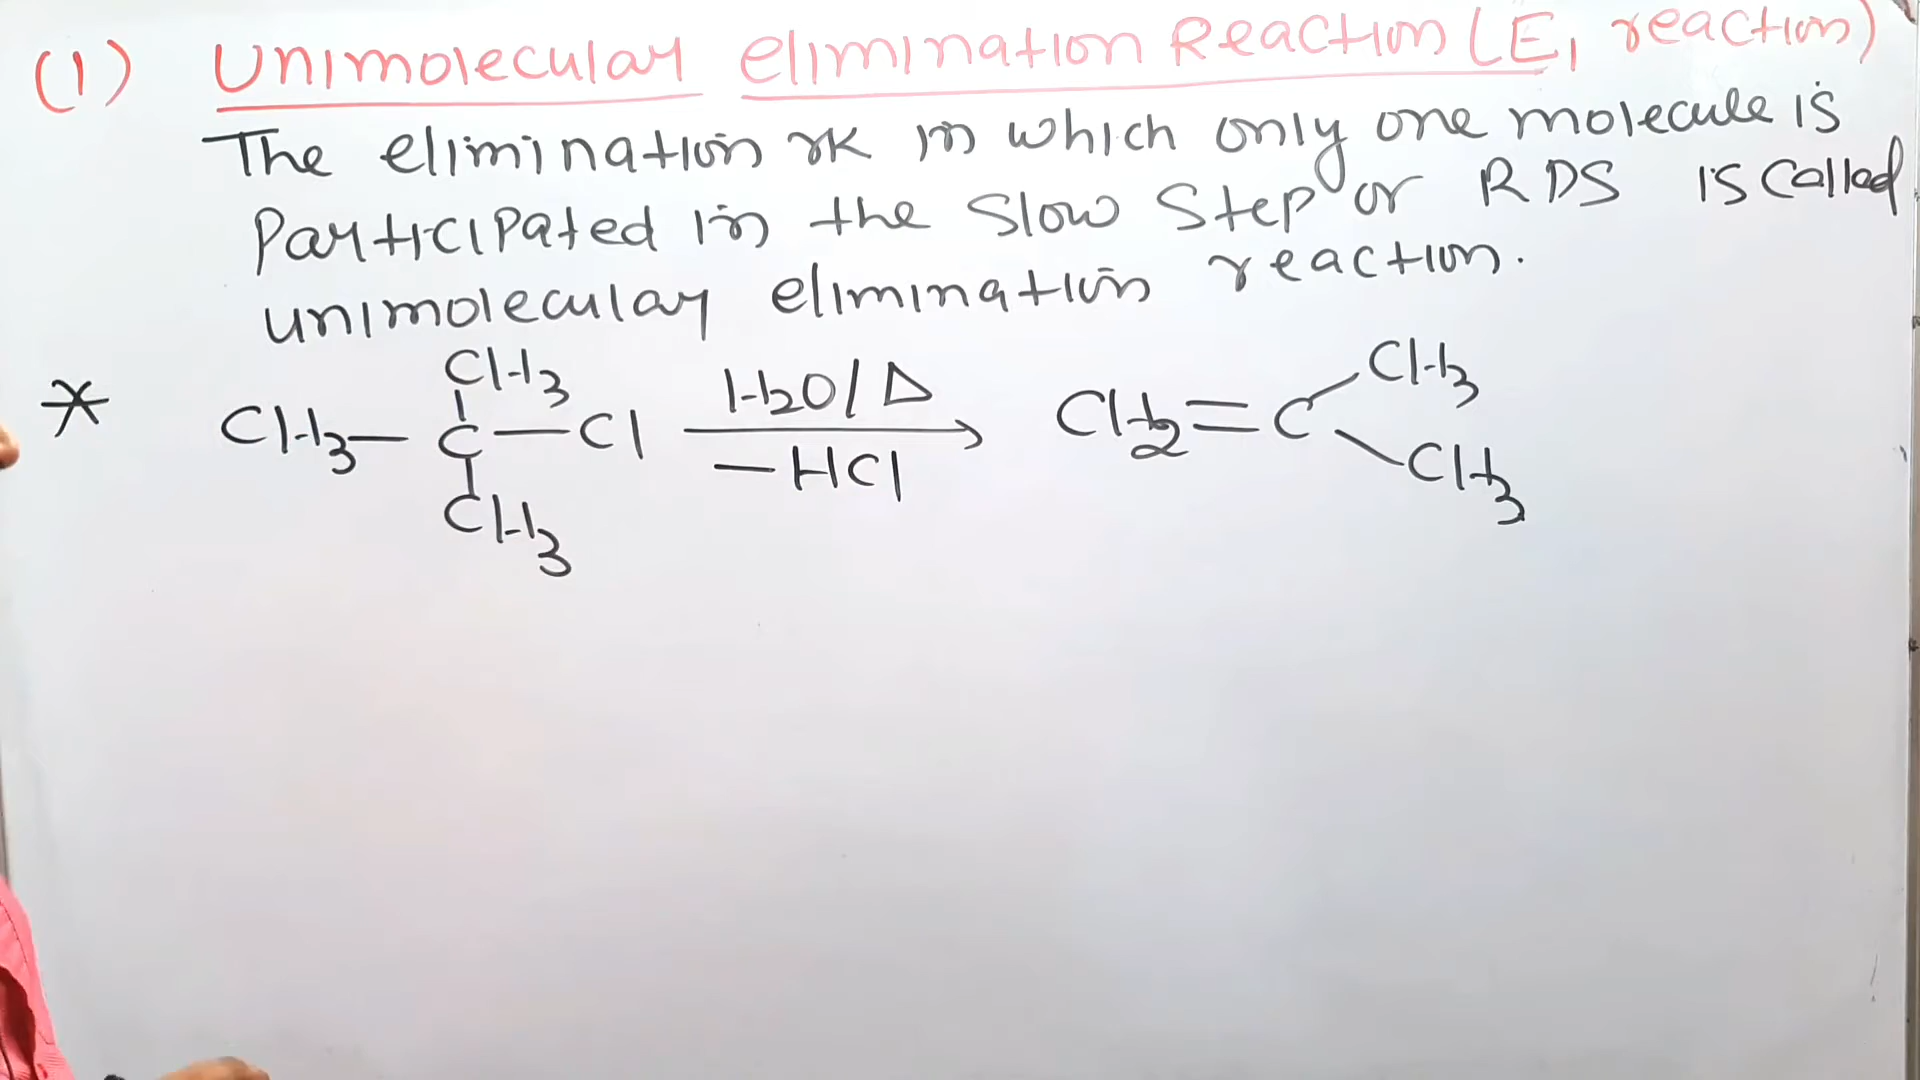 (1) Unimolecular elimination Reaction (E1 reaction)
The elimination rx in which only one molecule is
participated in the slow step or RDS is called
unimolecular elimination reaction.
CH3
* CH3—C—Cl H2O/Δ → CH2=C CH3
—HCl
CH3 CH3